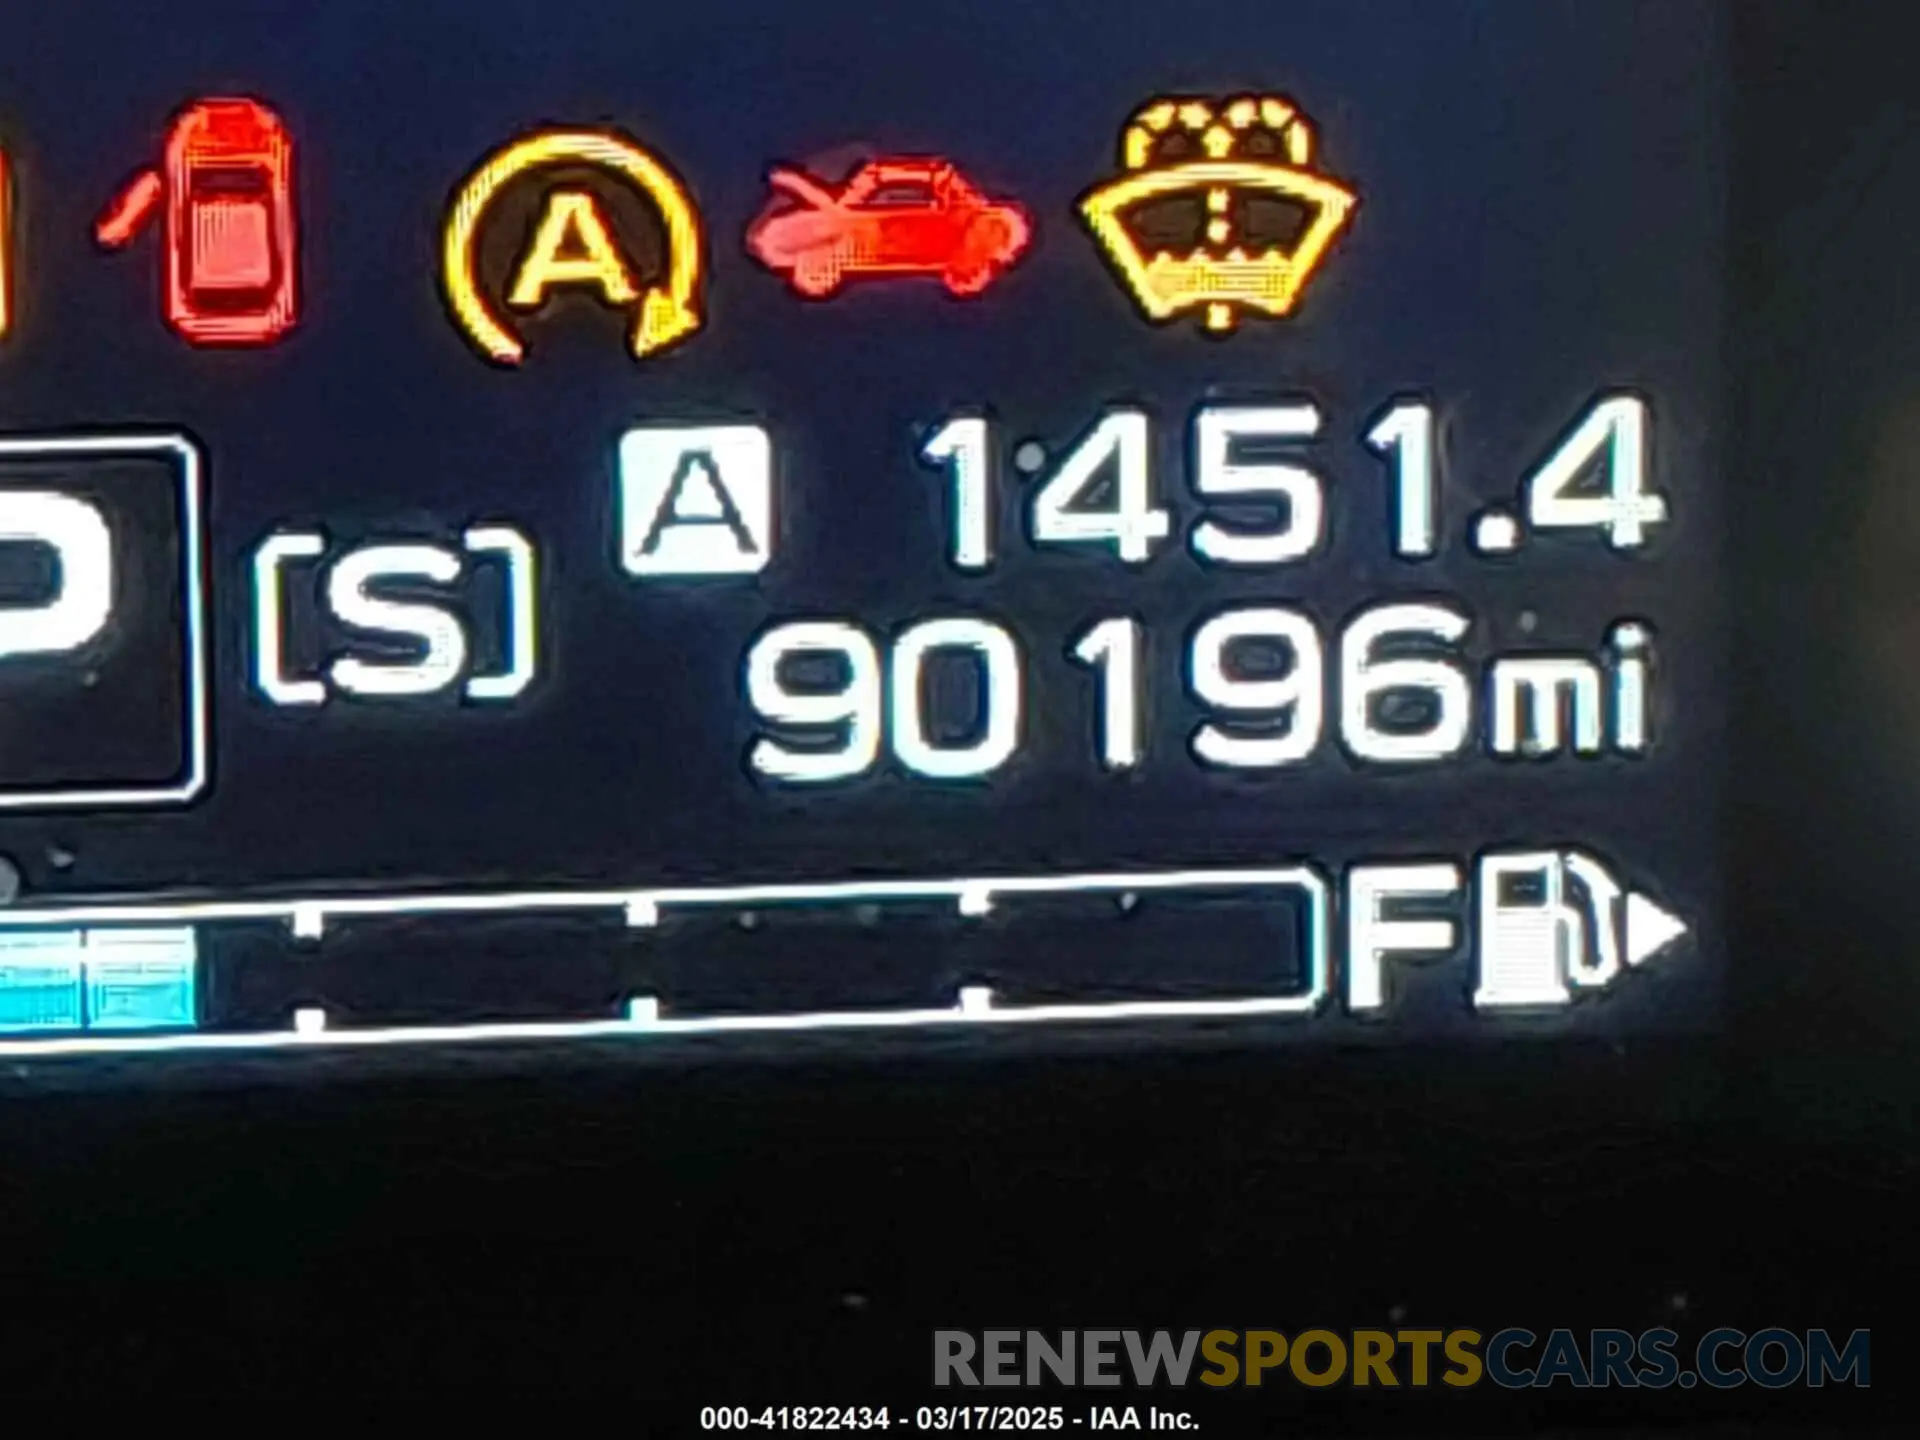 A
A 1451.4
P [S]
90196mi
F
RENEWSPORTSCARS.COM
000-41822434 - 03/17/2025 - IAA Inc.